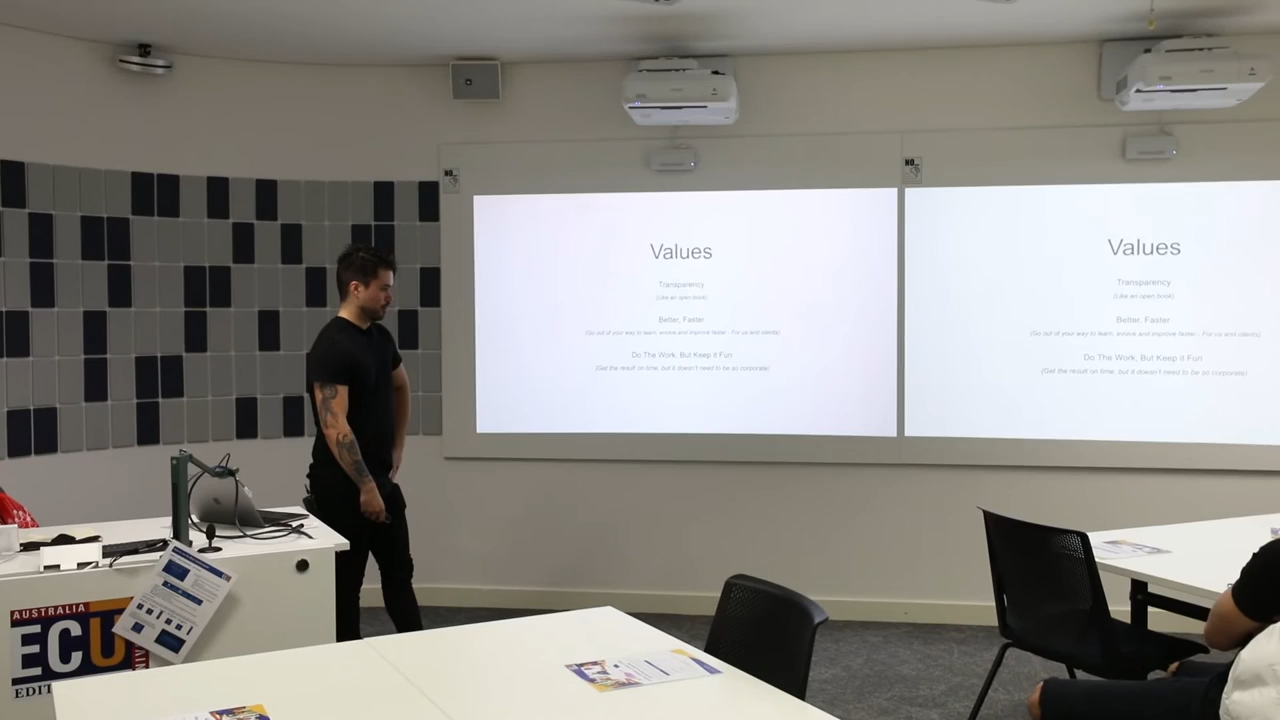 NO
NO
Values
Transparency
(Like an open book)
Better, Faster
(Go out of your way to learn, evolve and improve faster - For us and clients)
Do The Work, But Keep it Fun
(Get the result on time, but it doesn't need to be so corporate)
Values
Transparency
(Like an open book)
Better, Faster
(Go out of your way to learn, evolve and improve faster - For us and clients)
Do The Work, But Keep it Fun
(Get the result on time, but it doesn't need to be so corporate)
AUSTRALIA
ECU
EDIT